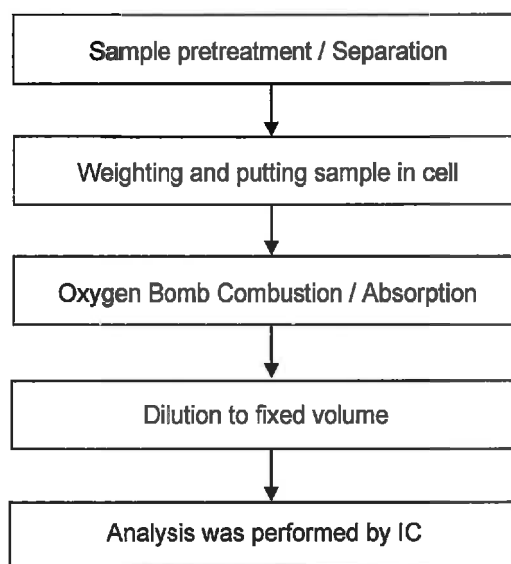 Sample pretreatment / Separation
Weighting and putting sample in cell
Oxygen Bomb Combustion / Absorption
Dilution to fixed volume
Analysis was performed by IC